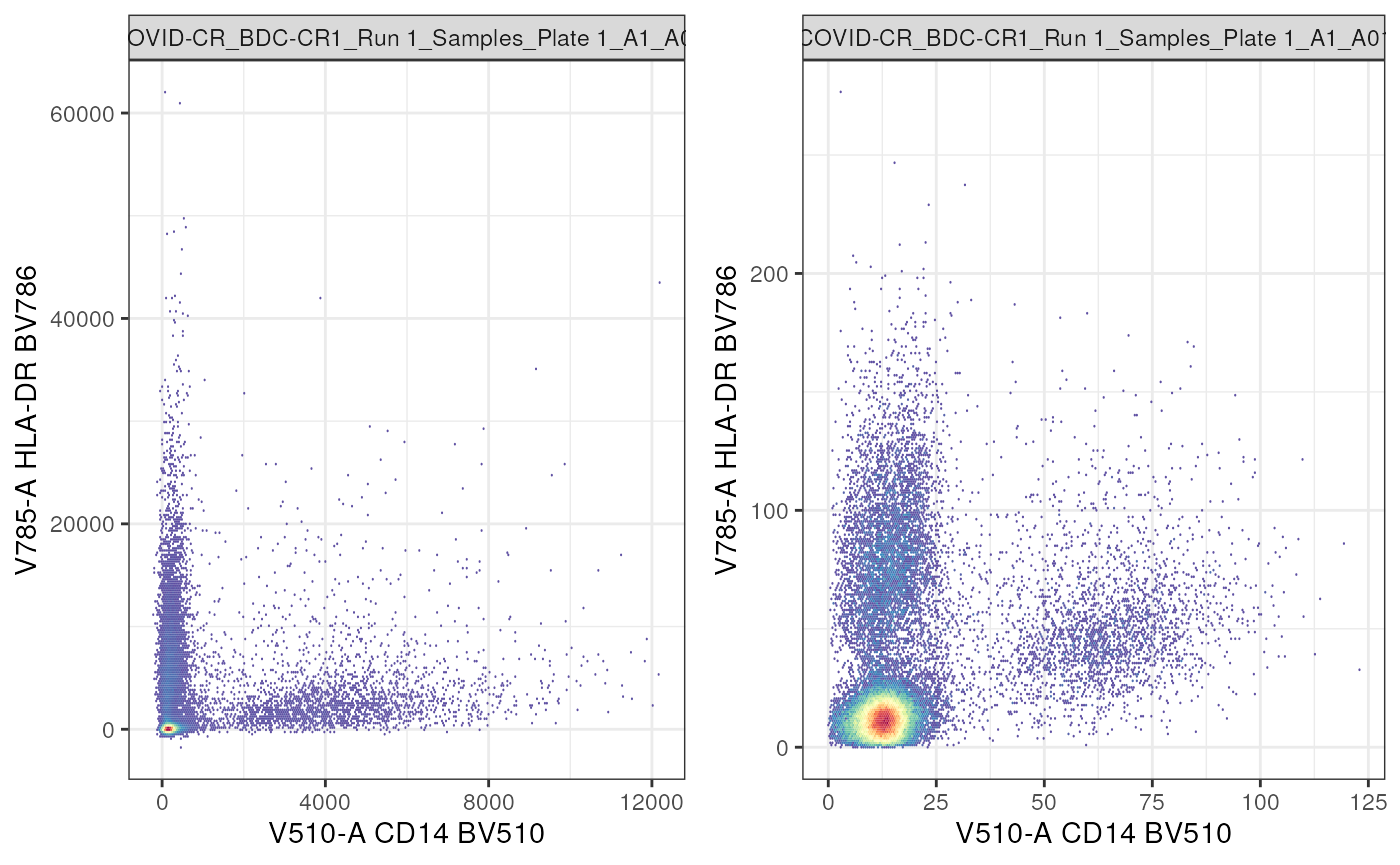 OVID-CR_BDC-CR1_Run 1_Samples_Plate 1_A1_A0
V785-A HLA-DR BV786
60000
40000
20000
0
0 4000 8000 12000
V510-A CD14 BV510
COVID-CR_BDC-CR1_Run 1_Samples_Plate 1_A1_A01
V785-A HLA-DR BV786
200
100
0
0 25 50 75 100 125
V510-A CD14 BV510